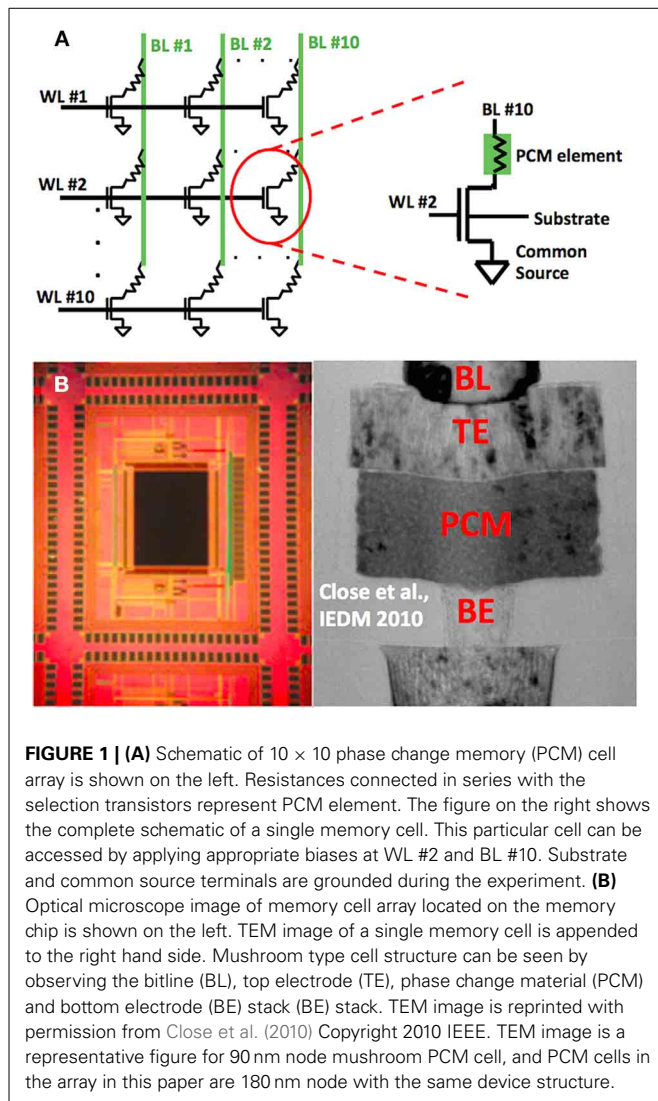 A
BL #1
BL #2
BL #10
WL #1
WL #2
WL #10
BL #10
PCM element
WL #2
Substrate
Common
Source
B
BL
TE
PCM
Close et al.,
IEDM 2010
BE
FIGURE 1 | (A) Schematic of 10 × 10 phase change memory (PCM) cell
array is shown on the left. Resistances connected in series with the
selection transistors represent PCM element. The figure on the right shows
the complete schematic of a single memory cell. This particular cell can be
accessed by applying appropriate biases at WL #2 and BL #10. Substrate
and common source terminals are grounded during the experiment. (B)
Optical microscope image of memory cell array located on the memory
chip is shown on the left. TEM image of a single memory cell is appended
to the right hand side. Mushroom type cell structure can be seen by
observing the bitline (BL), top electrode (TE), phase change material (PCM)
and bottom electrode (BE) stack (BE) stack. TEM image is reprinted with
permission from Close et al. (2010) Copyright 2010 IEEE. TEM image is a
representative figure for 90 nm node mushroom PCM cell, and PCM cells in
the array in this paper are 180 nm node with the same device structure.